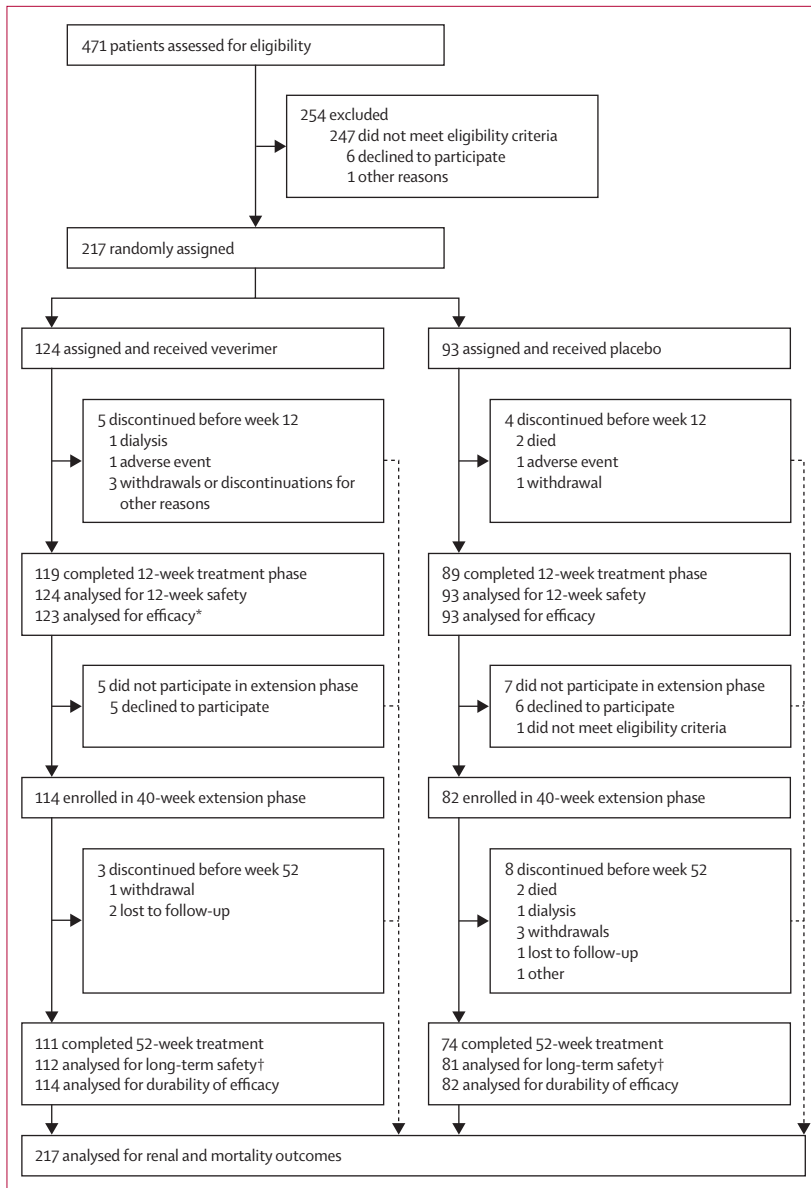 471 patients assessed for eligibility
254 excluded
247 did not meet eligibility criteria
6 declined to participate
1 other reasons
217 randomly assigned
124 assigned and received veverimer
93 assigned and received placebo
5 discontinued before week 12
1 dialysis
1 adverse event
3 withdrawals or discontinuations for
other reasons
4 discontinued before week 12
2 died
1 adverse event
1 withdrawal
119 completed 12-week treatment phase
124 analysed for 12-week safety
123 analysed for efficacy*
89 completed 12-week treatment phase
93 analysed for 12-week safety
93 analysed for efficacy
5 did not participate in extension phase
5 declined to participate
7 did not participate in extension phase
6 declined to participate
1 did not meet eligibility criteria
114 enrolled in 40-week extension phase
82 enrolled in 40-week extension phase
3 discontinued before week 52
1 withdrawal
2 lost to follow-up
8 discontinued before week 52
2 died
1 dialysis
3 withdrawals
1 lost to follow-up
1 other
111 completed 52-week treatment
112 analysed for long-term safety†
114 analysed for durability of efficacy
74 completed 52-week treatment
81 analysed for long-term safety†
82 analysed for durability of efficacy
217 analysed for renal and mortality outcomes